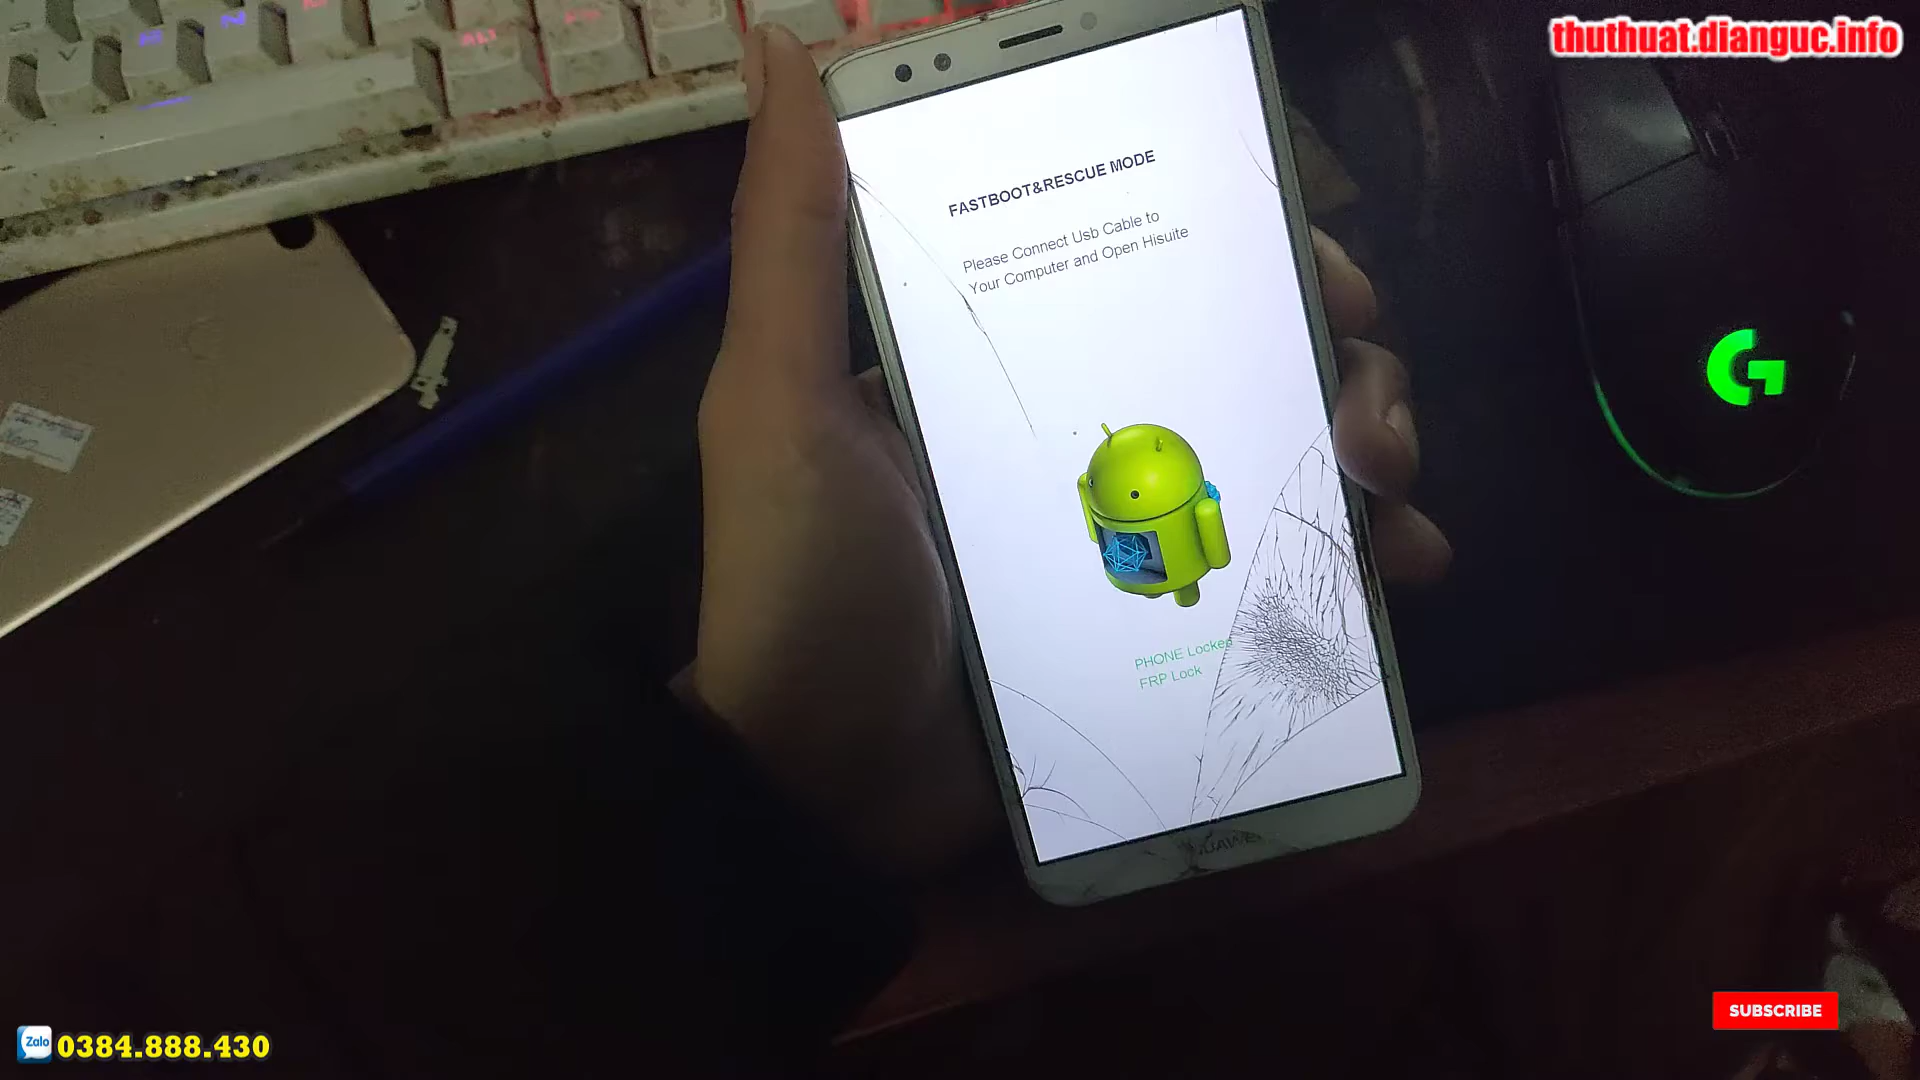 thuthuat.dianguc.info
FASTBOOT&RESCUE MODE
Please Connect Usb Cable to
Your Computer and Open Hisuite
PHONE Locked
FRP Lock
HUAWEI
SUBSCRIBE
Zalo
0384.888.430